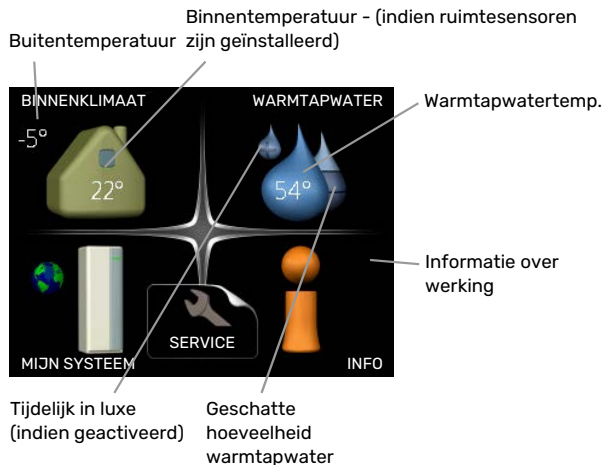 Binnentemperatuur - (indien ruimtesensoren
zijn geïnstalleerd)
Buitentemperatuur
BINNENKLIMAAT
WARMTAPWATER
Warmtapwatertemp.
-5°
22°
54°
Informatie over
werking
SERVICE
MIJN SYSTEEM
INFO
Tijdelijk in luxe
(indien geactiveerd)
Geschatte
hoeveelheid
warmtapwater